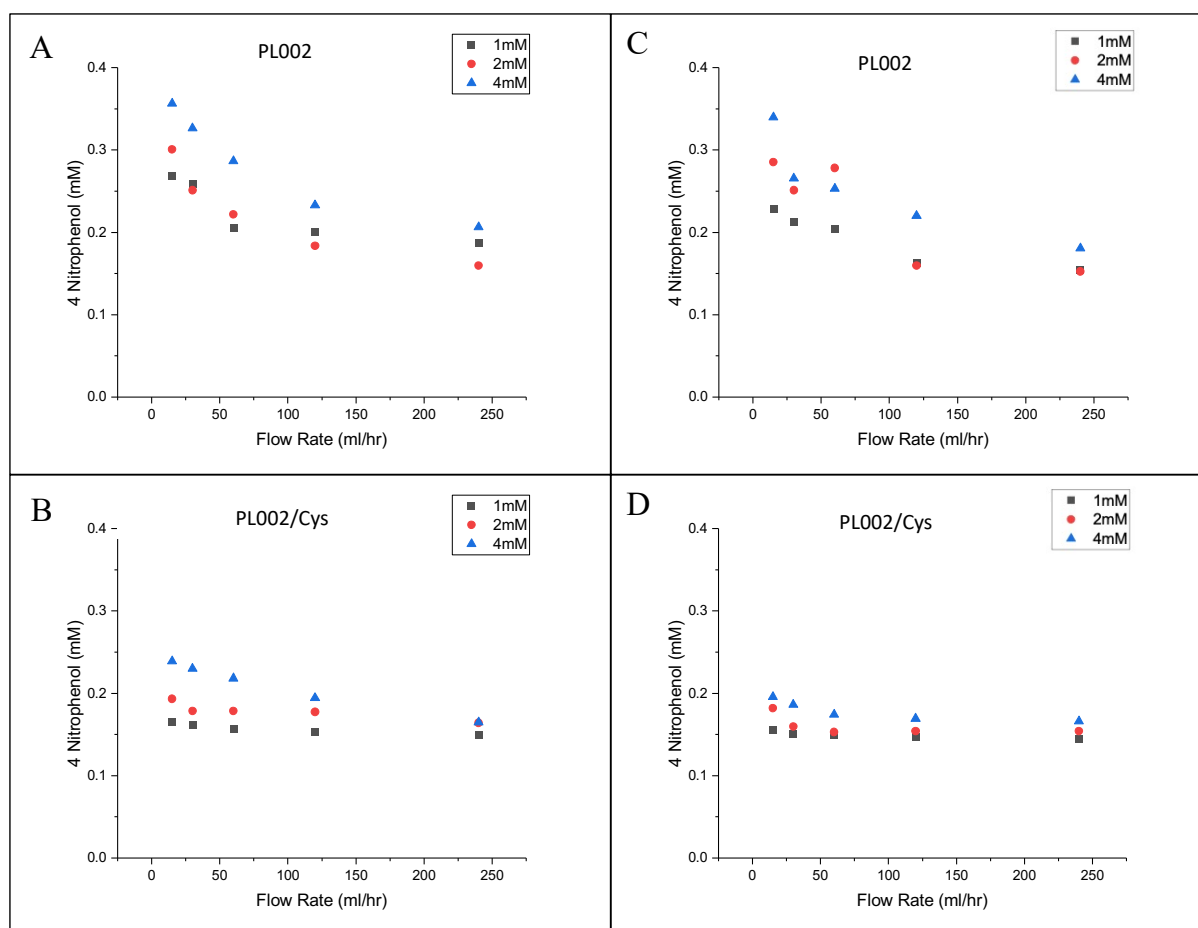 A
PL002
1mM
2mM
4mM
0.4
0.3
0.2
0.1
0.0
4 Nitrophenol (mM)
0 50 100 150 200 250
Flow Rate (ml/hr)
C
PL002
1mM
2mM
4mM
0.4
0.3
0.2
0.1
0.0
4 Nitrophenol (mM)
0 50 100 150 200 250
Flow Rate (ml/hr)
B
PL002/Cys
1mM
2mM
4mM
0.4
0.3
0.2
0.1
0.0
4 Nitrophenol (mM)
0 50 100 150 200 250
Flow Rate (ml/hr)
D
PL002/Cys
1mM
2mM
4mM
0.4
0.3
0.2
0.1
0.0
4 Nitrophenol (mM)
0 50 100 150 200 250
Flow Rate (ml/hr)